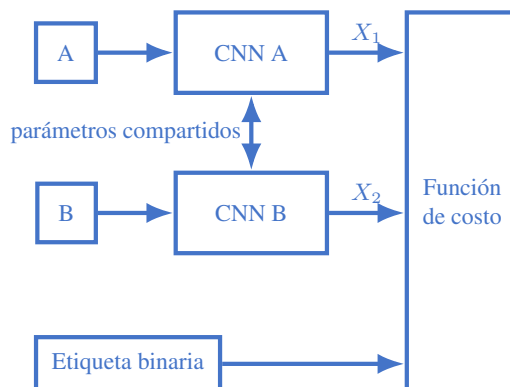 A
CNN A
X₁
parámetros compartidos
B
CNN B
X₂
Función
de costo
Etiqueta binaria